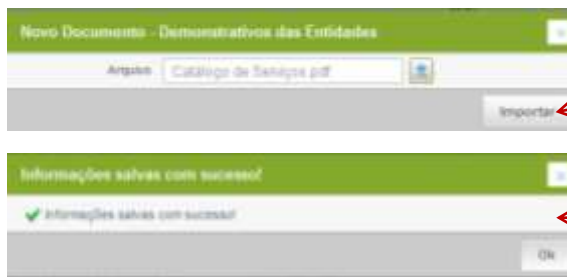 Novo Documento - Demonstrativos das Entidades
Arquivo Catálogo de Serviços.pdf
Importar
Informações salvas com sucesso!
Informações salvas com sucesso!
Ok